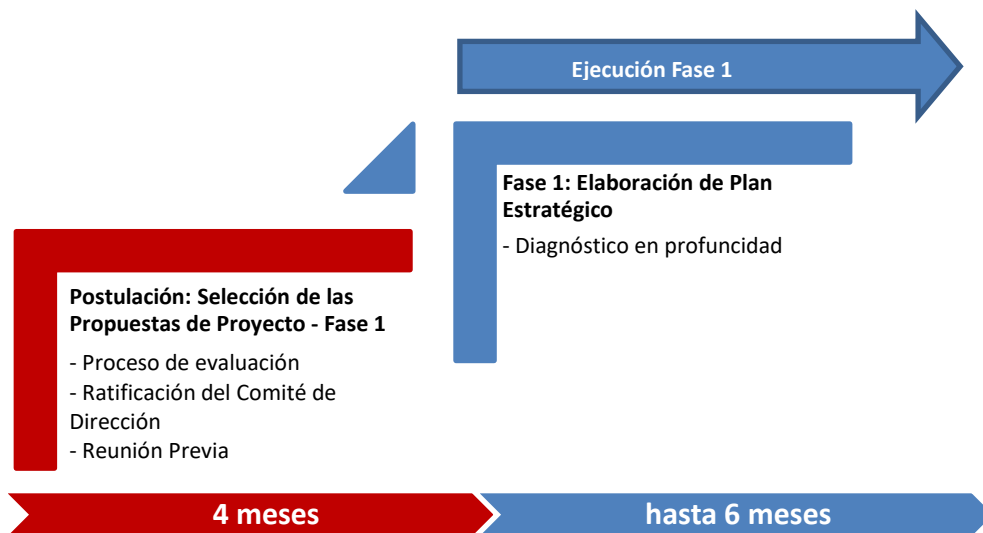 Ejecución Fase 1
Fase 1: Elaboración de Plan
Estratégico
- Diagnóstico en profuncidad
Postulación: Selección de las
Propuestas de Proyecto - Fase 1
- Proceso de evaluación
- Ratificación del Comité de
Dirección
- Reunión Previa
4 meses
hasta 6 meses